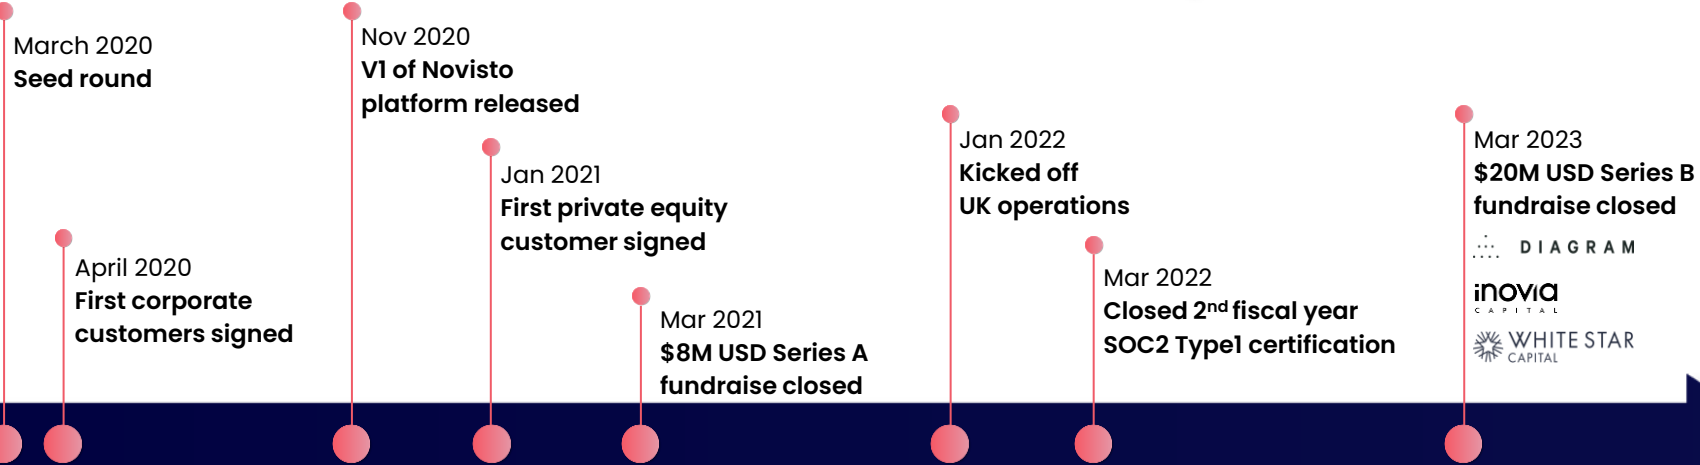 March 2020
Seed round
April 2020
First corporate
customers signed
Nov 2020
V1 of Novisto
platform released
Jan 2021
First private equity
customer signed
Mar 2021
$8M USD Series A
fundraise closed
Jan 2022
Kicked off
UK operations
Mar 2022
Closed 2nd fiscal year
SOC2 Type1 certification
Mar 2023
$20M USD Series B
fundraise closed
DIAGRAM
inovia
CAPITAL
WHITE STAR
CAPITAL